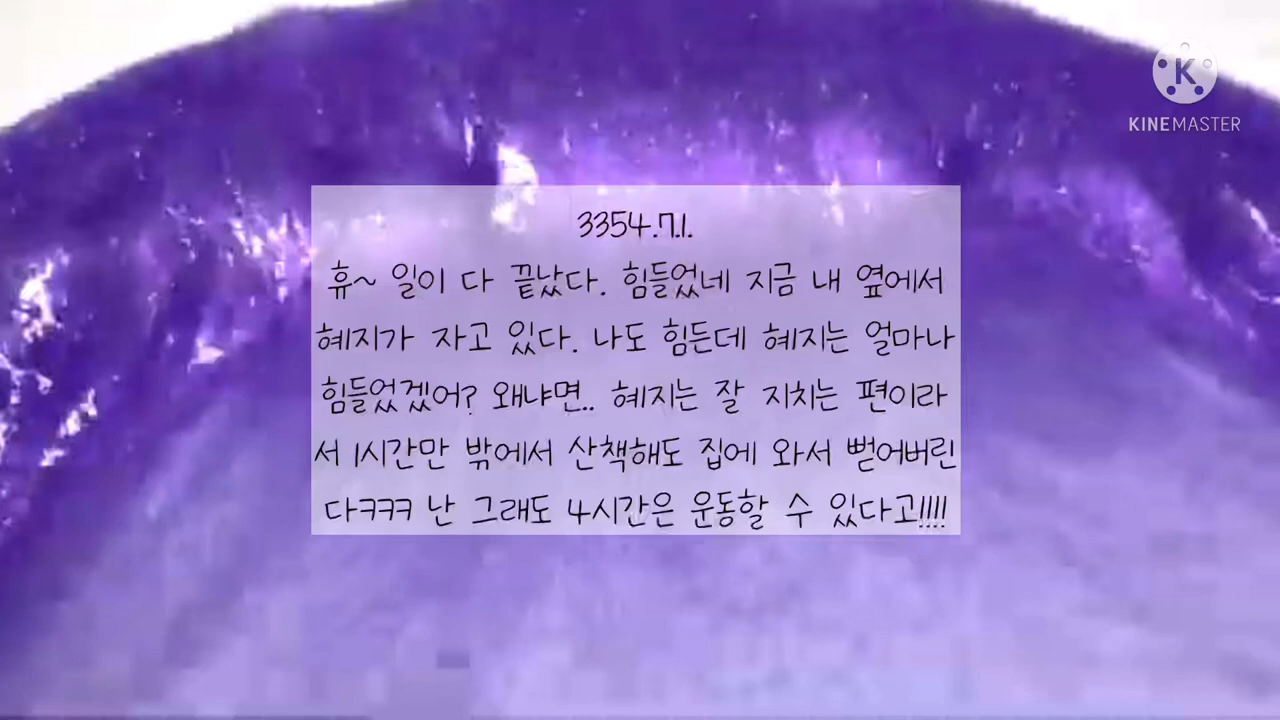 KINEMASTER
3354.7.1.
휴~ 일이 다 끝났다. 힘들었네 지금 내 옆에서
혜지가 자고 있다. 나도 힘든데 혜지는 얼마나
힘들었겠어? 왜냐면.. 혜지는 잘 지치는 편이라
서 1시간만 밖에서 산책해도 집에 와서 뻗어버린
다ㅋㅋㅋ 난 그래도 4시간은 운동할 수 있다고!!!!